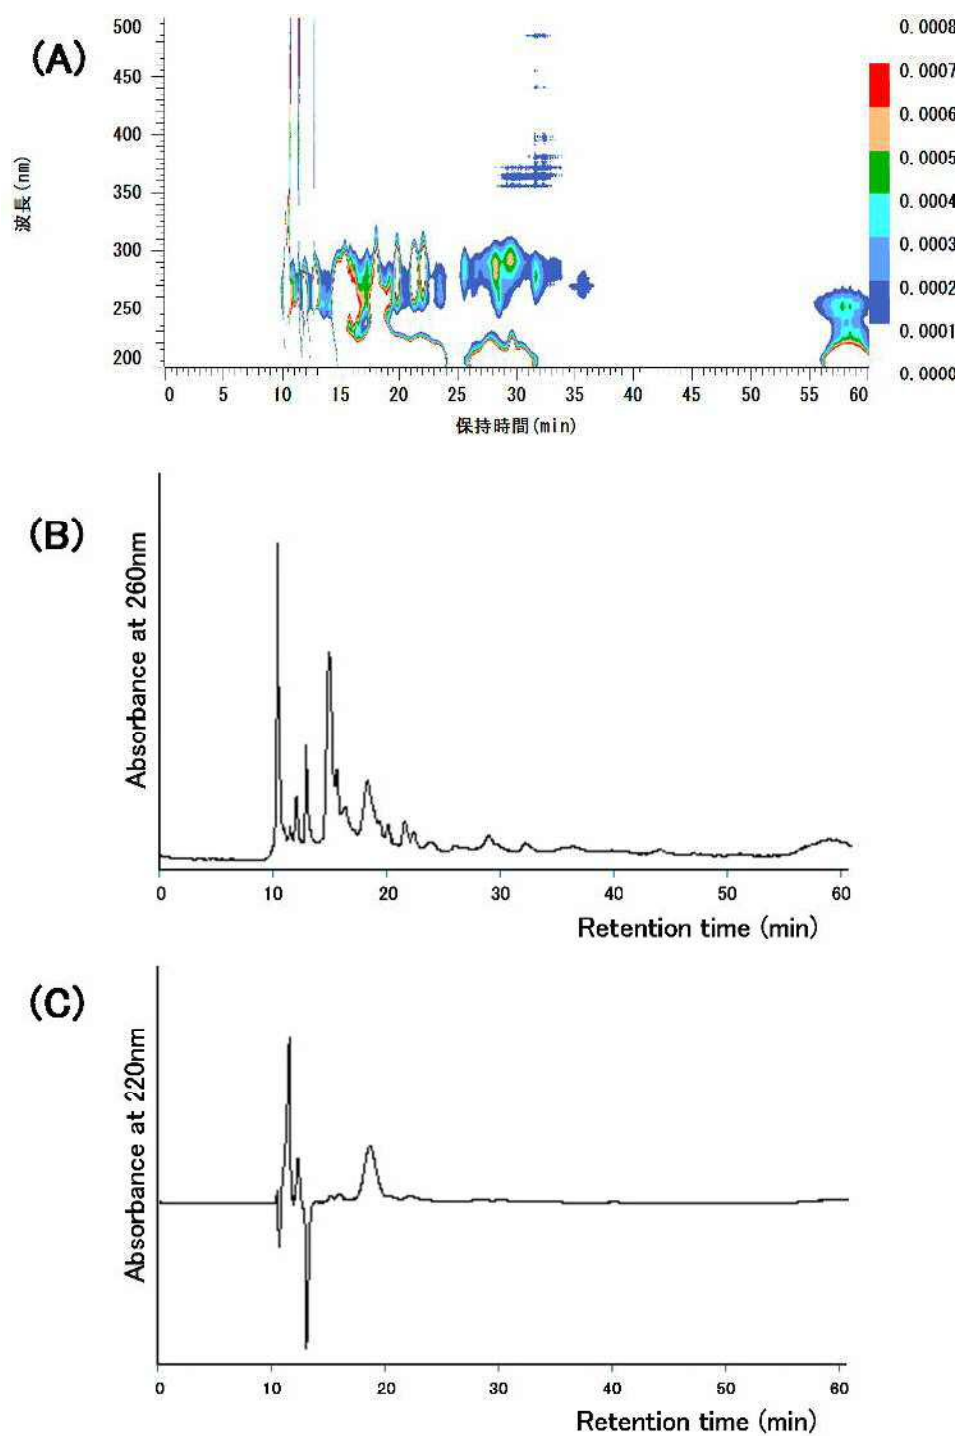 (A)
500
450
400
350
300
250
250
200
波長(nm)
0 5 10 15 20 25 30 35 40 45 50 55 60
保持時間(min)
0.0008
0.0007
0.0006
0.0005
0.0004
0.0003
0.0002
0.0001
0.0000
(B)
Absorbance at 260nm
0 10 20 30 40 50 60
Retention time (min)
(C)
Absorbance at 220nm
0 10 20 30 40 50 60
Retention time (min)